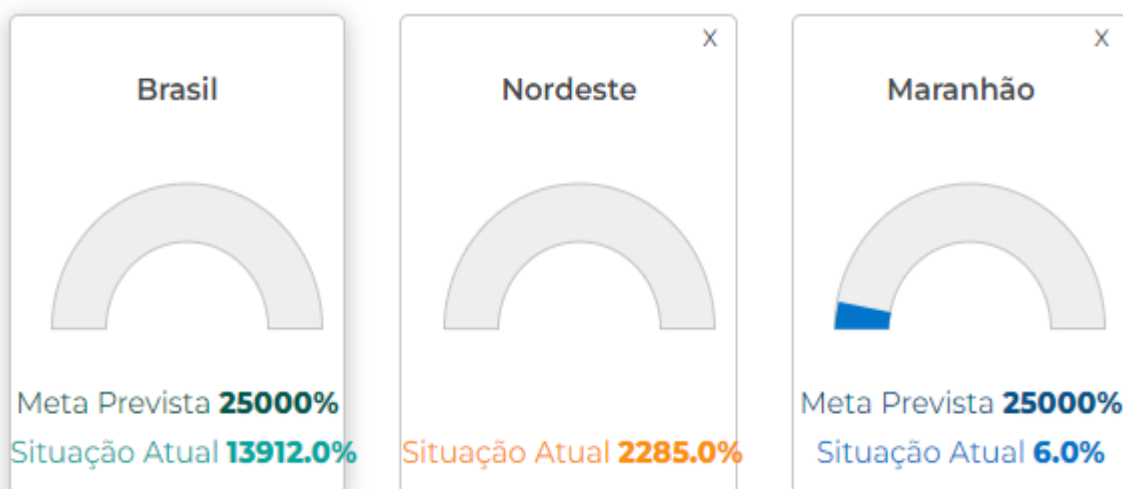 Brasil
Meta Prevista 25000%
Situação Atual 13912.0%
X
Nordeste
Situação Atual 2285.0%
X
Maranhão
Meta Prevista 25000%
Situação Atual 6.0%